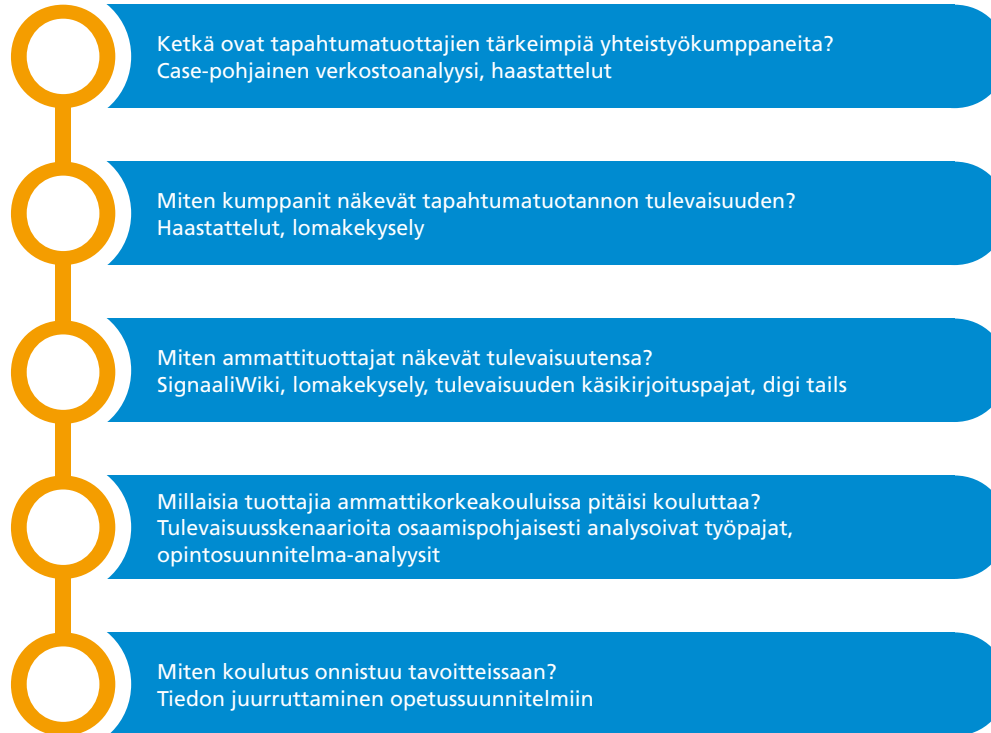 Ketkä ovat tapahtumatuottajien tärkeimpiä yhteistyökumppaneita?
Case-pohjainen verkostoanalyysi, haastattelut
Miten kumppanit näkevät tapahtumatuotannon tulevaisuuden?
Haastattelut, lomakekysely
Miten ammattituottajat näkevät tulevaisuutensa?
SignaaliWiki, lomakekysely, tulevaisuuden käsikirjoituspajat, digi tails
Millaisia tuottajia ammattikorkeakouluissa pitäisi kouluttaa?
Tulevaisuusskenaarioita osaamispohjaisesti analysoivat työpajat,
opintosuunnitelma-analyysit
Miten koulutus onnistuu tavoitteissaan?
Tiedon juurruttaminen opetussuunnitelmiin